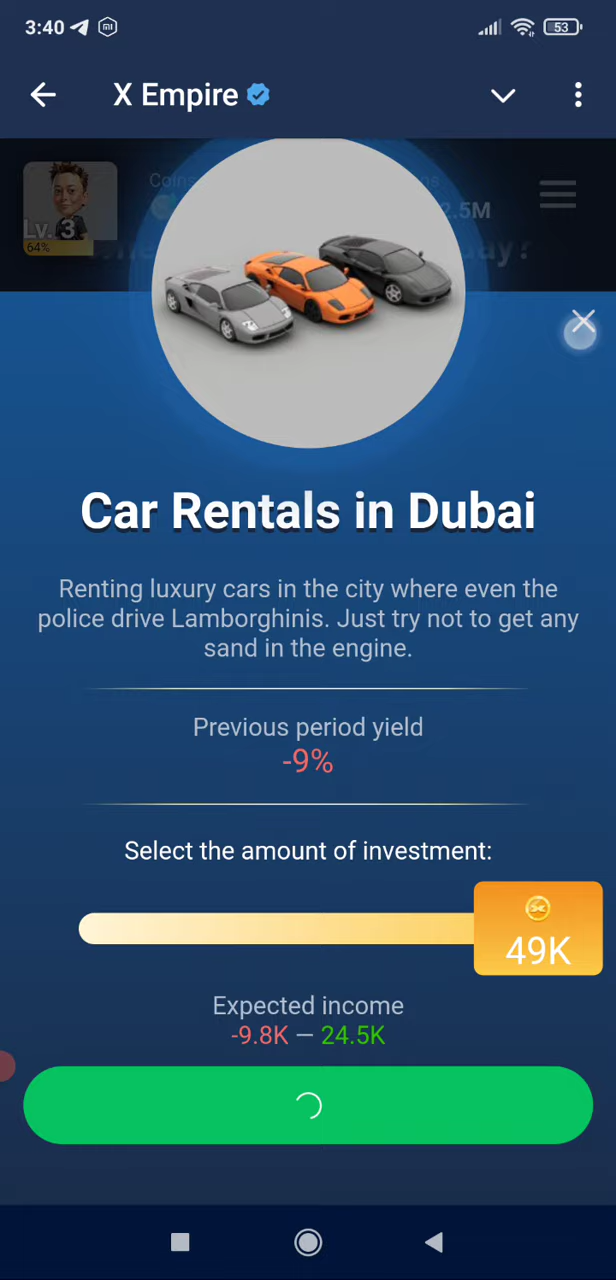 3:40
53
X Empire
Coins
Lv. 3
2.5M
64%
Car Rentals in Dubai
Renting luxury cars in the city where even the
police drive Lamborghinis. Just try not to get any
sand in the engine.
Previous period yield
-9%
Select the amount of investment:
49K
Expected income
-9.8K — 24.5K